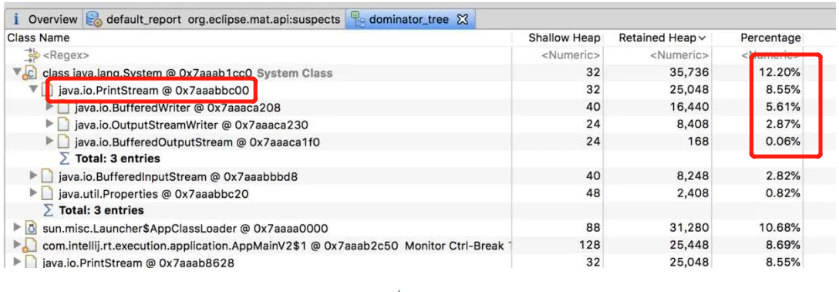 Overview default_report org.eclipse.mat.api:suspects dominator_tree
Class Name Shallow Heap Retained Heap Percentage
<Regex> <Numeric> <Numeric> <Numeric>
class java.lang.System @ 0x7aaab1cc0 System Class 32 35,736 12.20%
java.io.PrintStream @ 0x7aaabbc00 32 25,048 8.55%
java.io.BufferedWriter @ 0x7aaaca208 40 16,440 5.61%
java.io.OutputStreamWriter @ 0x7aaaca230 24 8,408 2.87%
java.io.BufferedOutputStream @ 0x7aaaca1f0 24 168 0.06%
Σ Total: 3 entries
java.io.BufferedInputStream @ 0x7aaabbbd8 40 8,248 2.82%
java.util.Properties @ 0x7aaabbc20 48 2,408 0.82%
Σ Total: 3 entries
sun.misc.Launcher$AppClassLoader @ 0x7aaaa0000 88 31,280 10.68%
com.intellij.rt.execution.application.AppMainV2$1 @ 0x7aaab2c50 Monitor Ctrl-Break 128 25,448 8.69%
java.io.PrintStream @ 0x7aaab8628 32 25,048 8.55%